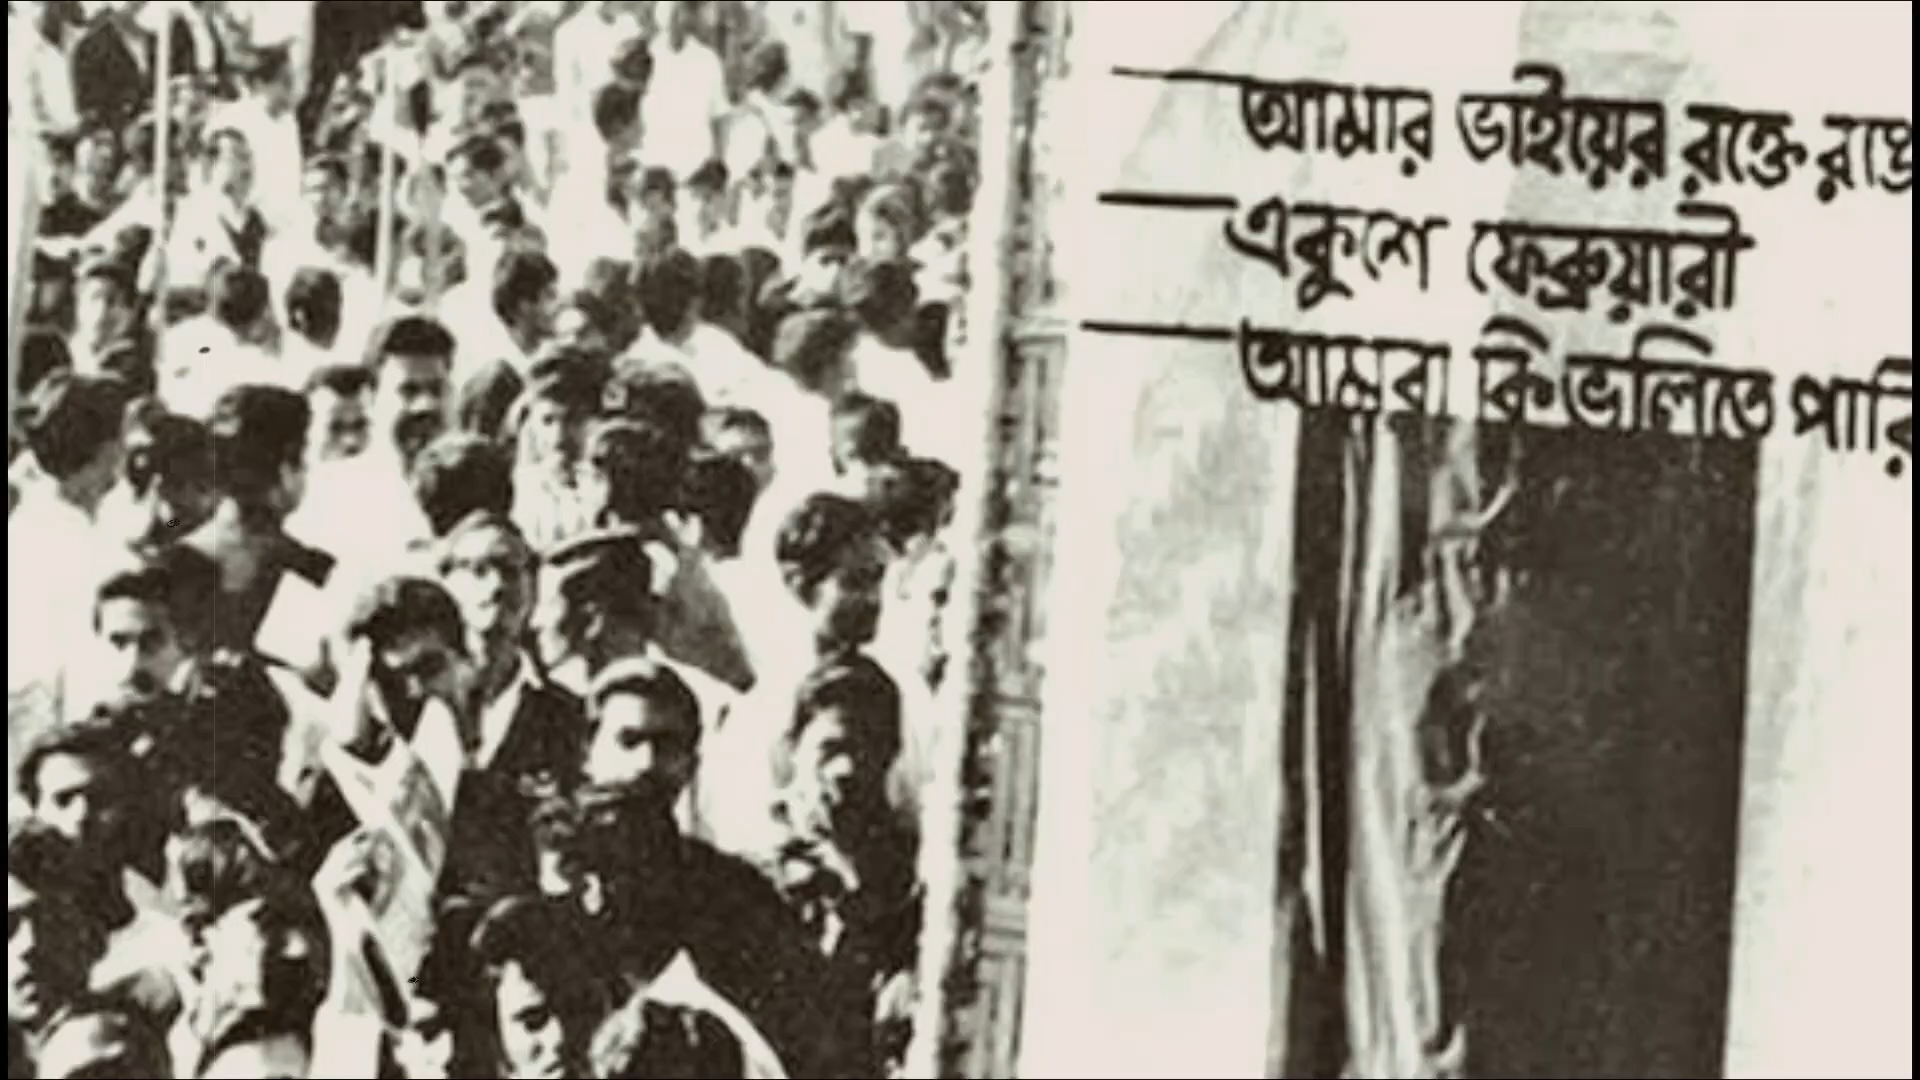 আমার ভাইয়ের রক্তে
একুশে ফেব্রুয়ারী
আমরা কি ভুলিতে পারি